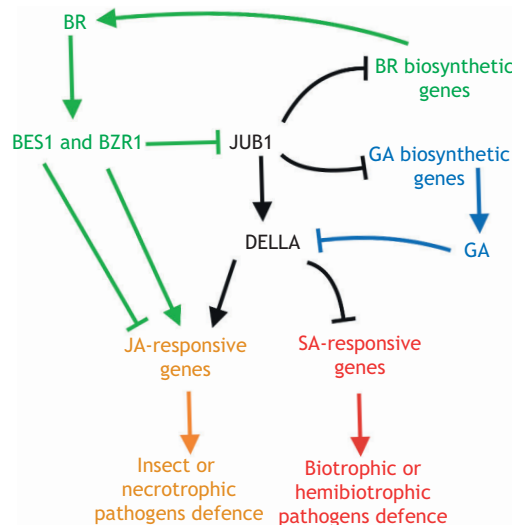 BR
BR biosynthetic
genes
BES1 and BZR1
JUB1
GA biosynthetic
genes
DELLA
GA
JA-responsive
genes
SA-responsive
genes
Insect or
necrotrophic
pathogens defence
Biotrophic or
hemibiotrophic
pathogens defence